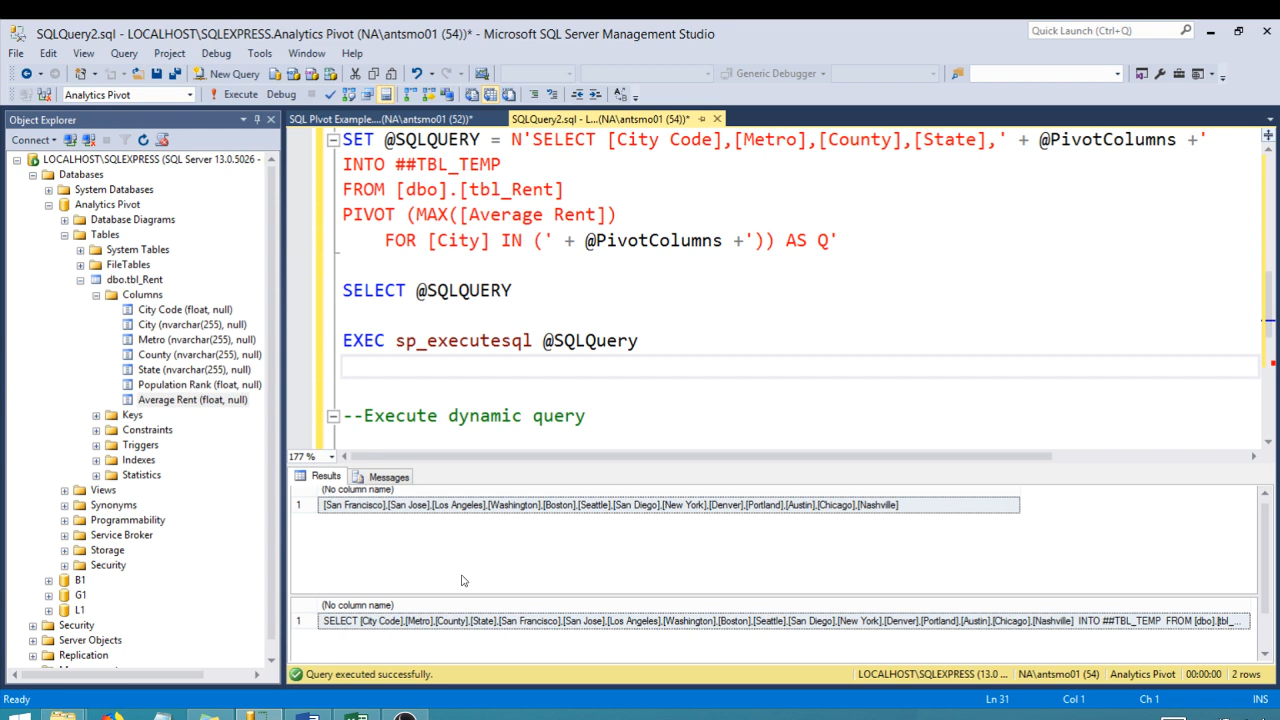 SQLQuery2.sql - LOCALHOST\SQLEXPRESS.Analytics Pivot (NA\antsmo01 (54))* - Microsoft SQL Server Management Studio
Quick Launch (Ctrl+Q)
File Edit View Query Project Debug Tools Window Help
New Query
Generic Debugger
Analytics Pivot
Execute Debug
Object Explorer
SQL Pivot Example....(NA\antsmo01 (52))*
SQLQuery2.sql - L...(NA\antsmo01 (54))*
Connect
LOCALHOST\SQLEXPRESS (SQL Server 13.0.5026 -
Databases
System Databases
Analytics Pivot
Database Diagrams
Tables
System Tables
FileTables
dbo.tbl_Rent
Columns
City Code (float, null)
City (nvarchar(255), null)
Metro (nvarchar(255), null)
County (nvarchar(255), null)
State (nvarchar(255), null)
Population Rank (float, null)
Average Rent (float, null)
Keys
Constraints
Triggers
Indexes
Statistics
Views
Synonyms
Programmability
Service Broker
Storage
Security
B1
G1
L1
Security
Server Objects
Replication
SET @SQLQUERY = N'SELECT [City Code],[Metro],[County],[State],' + @PivotColumns +'
INTO ##TBL_TEMP
FROM [dbo].[tbl_Rent]
PIVOT (MAX([Average Rent])
FOR [City] IN (' + @PivotColumns +')) AS Q'
SELECT @SQLQUERY
EXEC sp_executesql @SQLQuery
--Execute dynamic query
177 %
Results Messages
(No column name)
1 [San Francisco],[San Jose],[Los Angeles],[Washington],[Boston],[Seattle],[San Diego],[New York],[Denver],[Portland],[Austin],[Chicago],[Nashville]
(No column name)
1 SELECT [City Code],[Metro],[County],[State],[San Francisco],[San Jose],[Los Angeles],[Washington],[Boston],[Seattle],[San Diego],[New York],[Denver],[Portland],[Austin],[Chicago],[Nashville] INTO ##TBL_TEMP FROM [dbo].[tbl_...
Query executed successfully.
LOCALHOST\SQLEXPRESS (13.0 ... NA\antsmo01 (54) Analytics Pivot 00:00:00 2 rows
Ready
Ln 31 Col 1 Ch 1 INS